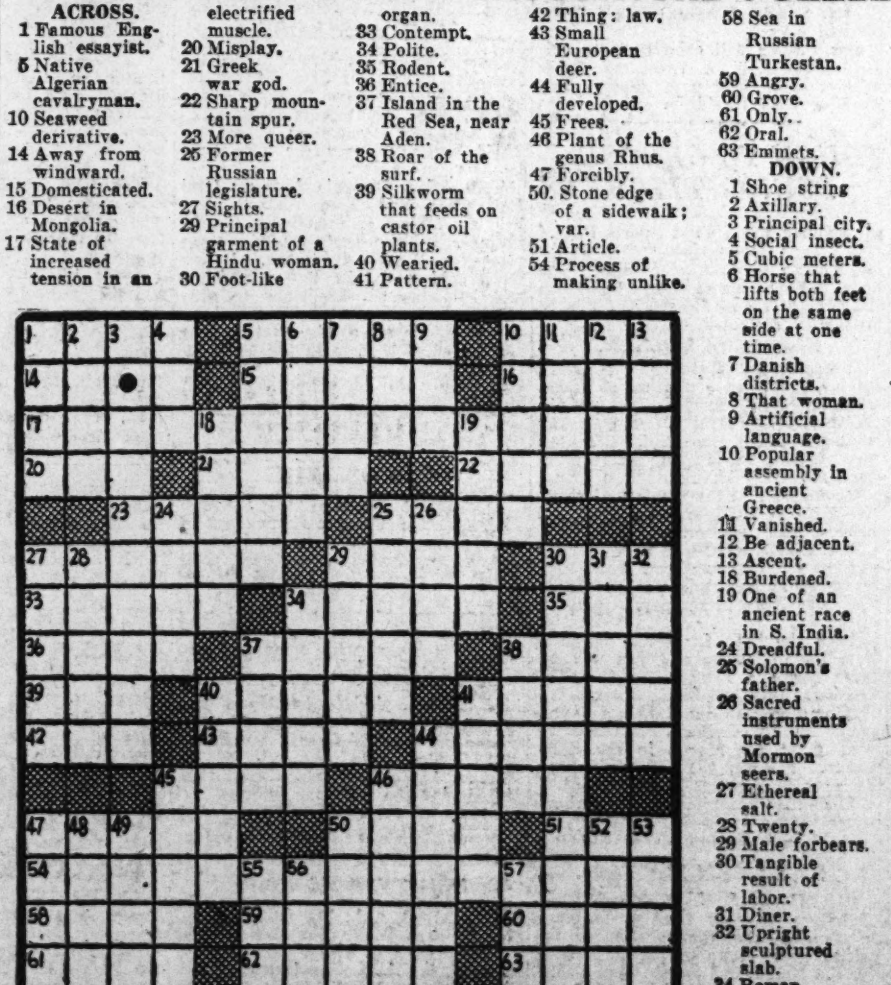 ACROSS.
1 Famous Eng-
lish essayist.
5 Native
Algerian
cavalryman.
10 Seaweed
derivative.
14 Away from
windward.
15 Domesticated.
16 Desert in
Mongolia.
17 State of
increased
tension in an
electrified
muscle.
20 Misplay.
21 Greek
war god.
22 Sharp moun-
tain spur.
23 More queer.
25 Former
Russian
legislature.
27 Sights.
29 Principal
garment of a
Hindu woman.
30 Foot-like
organ.
33 Contempt.
34 Polite.
35 Rodent.
36 Entice.
37 Island in the
Red Sea, near
Aden.
38 Roar of the
surf.
39 Silkworm
that feeds on
castor oil
plants.
40 Wearied.
41 Pattern.
42 Thing: law.
43 Small
European
deer.
44 Fully
developed.
45 Frees.
46 Plant of the
genus Rhus.
47 Forcibly.
50. Stone edge
of a sidewalk;
var.
51 Article.
54 Process of
making unlike.
58 Sea in
Russian
Turkestan.
59 Angry.
60 Grove.
61 Only.
62 Oral.
63 Emmets.
DOWN.
1 Shoe string
2 Axillary.
3 Principal city.
4 Social insect.
5 Cubic meters.
6 Horse that
lifts both feet
on the same
side at one
time.
7 Danish
districts.
8 That woman.
9 Artificial
language.
10 Popular
assembly in
ancient
Greece.
11 Vanished.
12 Be adjacent.
13 Ascent.
18 Burdened.
19 One of an
ancient race
in S. India.
24 Dreadful.
25 Solomon's
father.
26 Sacred
instruments
used by
Mormon
seers.
27 Ethereal
salt.
28 Twenty.
29 Male forbears.
30 Tangible
result of
labor.
31 Diner.
32 Upright
sculptured
slab.
34 Roman
1 2 3 4 5 6 7 8 9 10 11 12 13
14 15 16
17 18 19
20 21 22
23 24 25 26
27 28 29 30 31 32
33 34 35
36 37 38
39 40 41
42 43 44
45 46
47 48 49 50 51 52 53
54 55 56 57
58 59 60
61 62 63